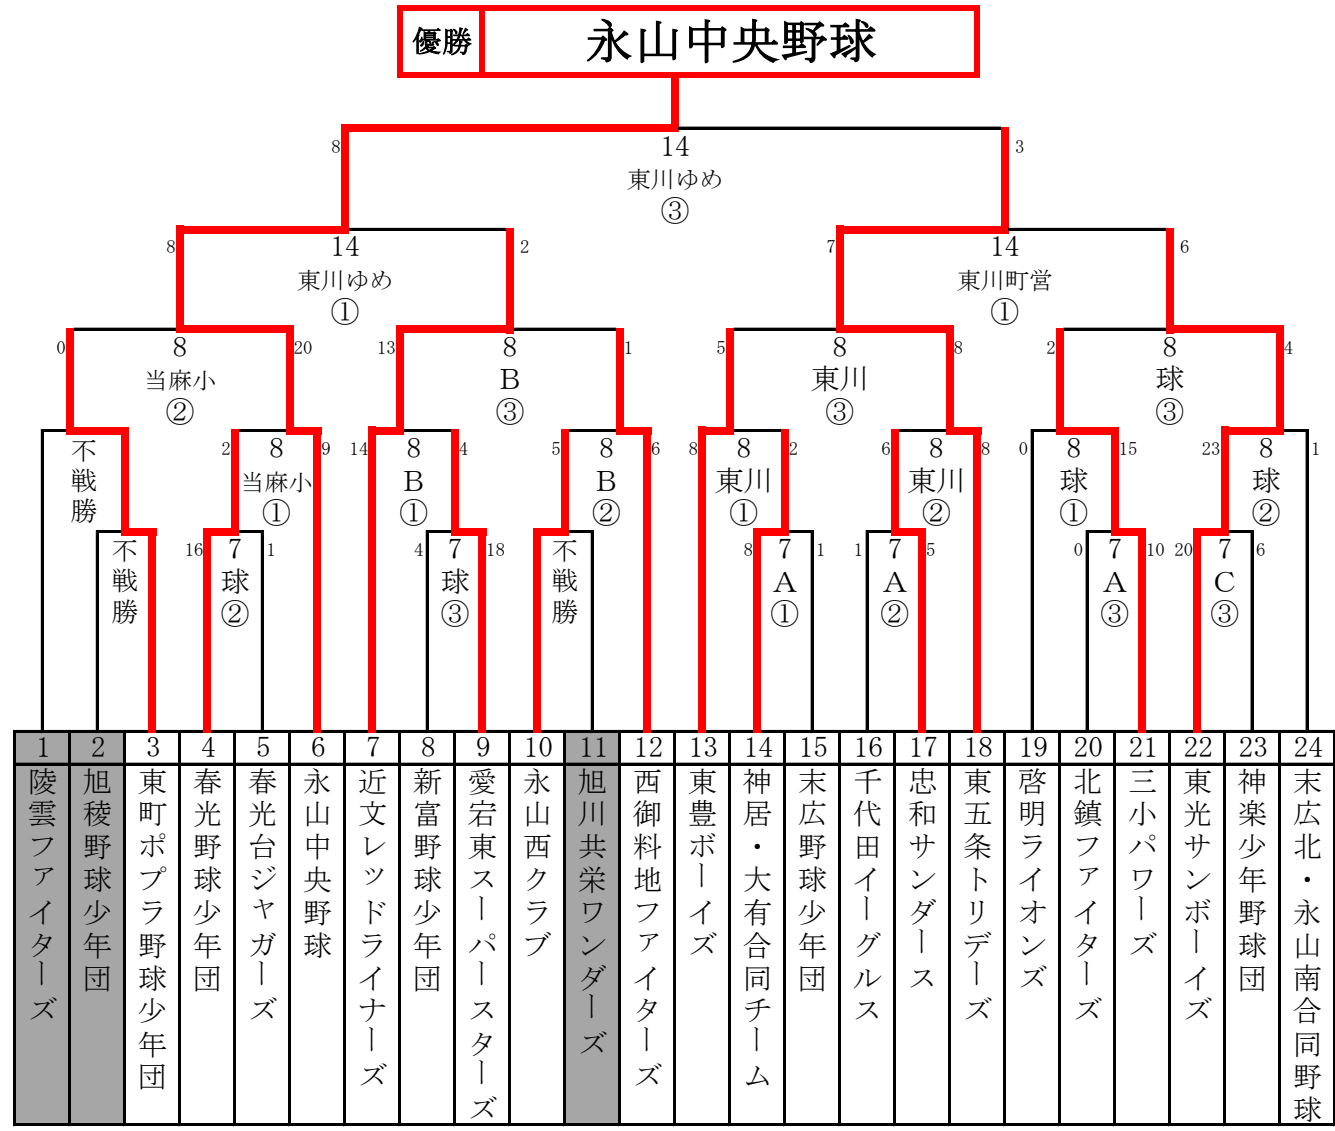 優勝 永山中央野球
8 14 3
東川ゆめ
③
8 14 2 7 14 6
東川ゆめ 東川町営
① ①
0 8 20 13 8 1 5 8 8 2 8 4
当麻小 B 東川 球
② ③ ③ ③
不戦勝 2 8 9 14 8 4 5 8 6 8 8 2 6 8 8 0 8 15 23 8 1
当麻小 B B 東川 東川 球 球
① ① ② ① ② ① ②
不戦勝 16 7 1 4 7 18 不戦勝 8 7 1 1 7 5 0 7 10 20 7 6
球 球 A A A C
② ③ ① ② ③ ③
1 陵雲ファイターズ
2 旭稜野球少年団
3 東町ポプラ野球少年団
4 春光野球少年団
5 春光台ジャガーズ
6 永山中央野球
7 近文レッドライナーズ
8 新富野球少年団
9 愛宕東スーパースターズ
10 永山西クラブ
11 旭川共栄ワンダーズ
12 西御料地ファイターズ
13 東豊ボーイズ
14 神居・大有合同チーム
15 末広野球少年団
16 千代田イーグルス
17 忠和サンダース
18 東五条トリデーズ
19 啓明ライオンズ
20 北鎮ファイターズ
21 三小パワーズ
22 東光サンボーイズ
23 神楽少年野球団
24 末広北・永山南合同野球